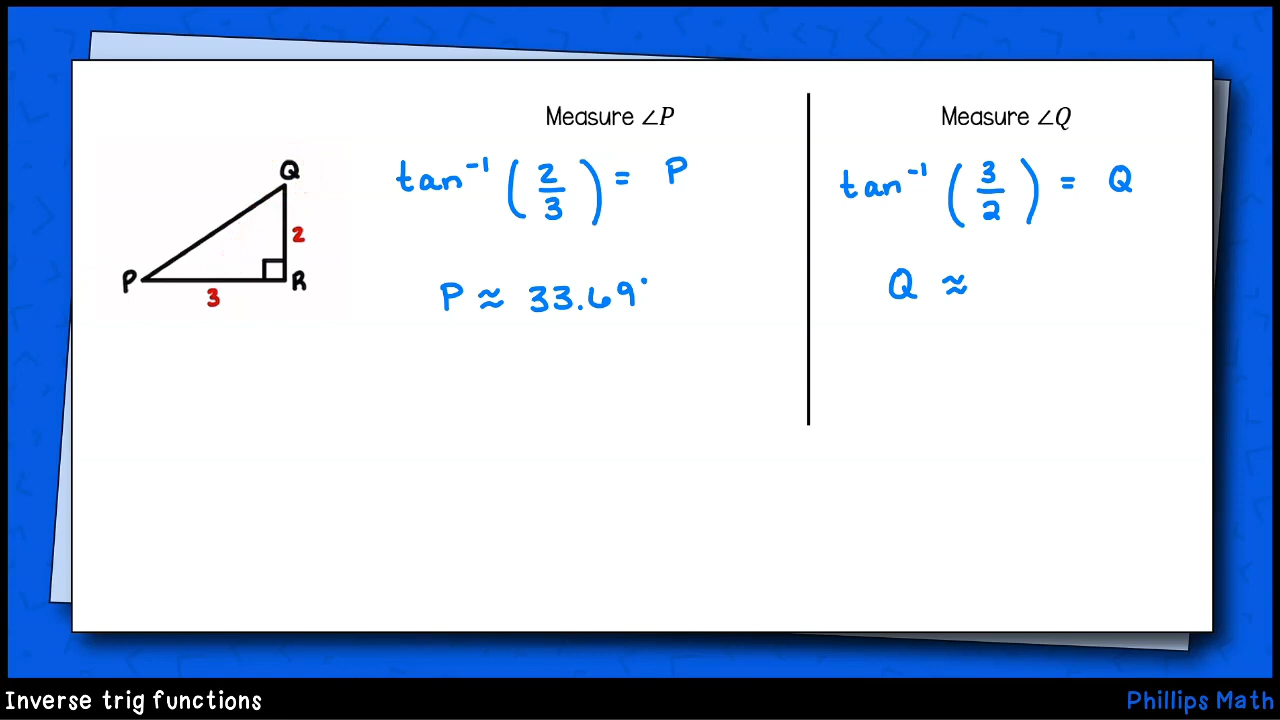 Measure ∠P
tan⁻¹ (2/3) = P
P ≈ 33.69°
Measure ∠Q
tan⁻¹ (3/2) = Q
Q ≈
Q
2
P
R
3
Inverse trig functions
Phillips Math